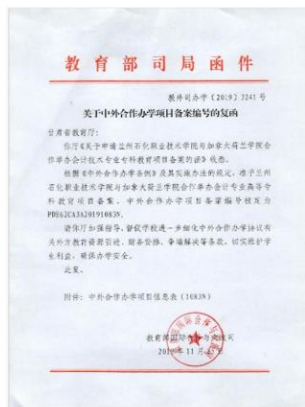 教育部司局函件
教外司办学〔2019〕2241号
关于中外合作办学项目备案编号的复函
甘肃省教育厅：
你厅《关于申请兰州石化职业技术学院与加拿大荷兰学院合
作举办会计技术专业专科教育项目备案的函》收悉。
根据《中外合作办学条例》及其实施办法的规定，准予兰州
石化职业技术学院与加拿大荷兰学院合作举办会计专业高等专
科教育项目备案，中外合作办学项目备案编号核发为
PDE62CA3A20191083N。
请你厅加强指导，督促学校进一步细化中外合作办学协议有
关外方教育资源引进、财务管理、争端解决等条款，切实维护学
生利益，确保办学安全。
此复。
附件：中外合作办学项目信息表（1083N）
教育部国际合作与交流司
2019年11月